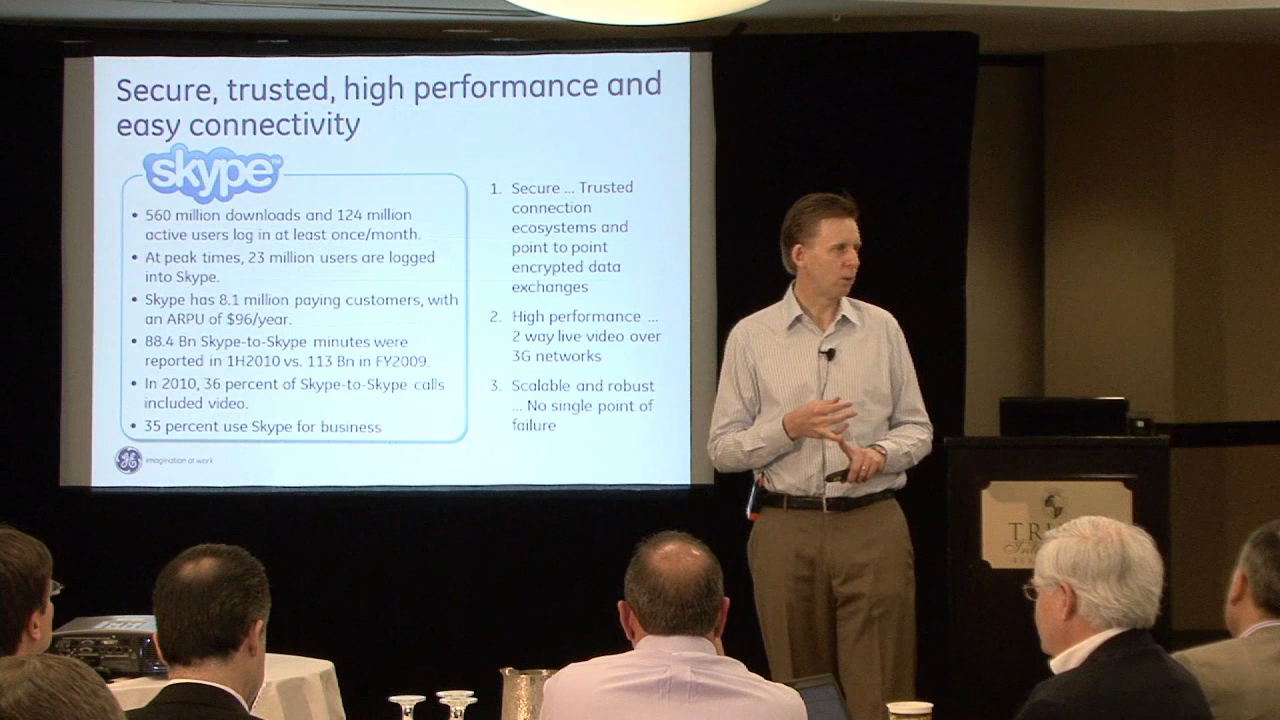 Secure, trusted, high performance and
easy connectivity
skype™
• 560 million downloads and 124 million
active users log in at least once/month.
• At peak times, 23 million users are logged
into Skype.
• Skype has 8.1 million paying customers, with
an ARPU of $96/year.
• 88.4 Bn Skype-to-Skype minutes were
reported in 1H2010 vs. 113 Bn in FY2009.
• In 2010, 36 percent of Skype-to-Skype calls
included video.
• 35 percent use Skype for business
1. Secure ... Trusted
connection
ecosystems and
point to point
encrypted data
exchanges
2. High performance ...
2 way live video over
3G networks
3. Scalable and robust
... No single point of
failure
GE imagination at work